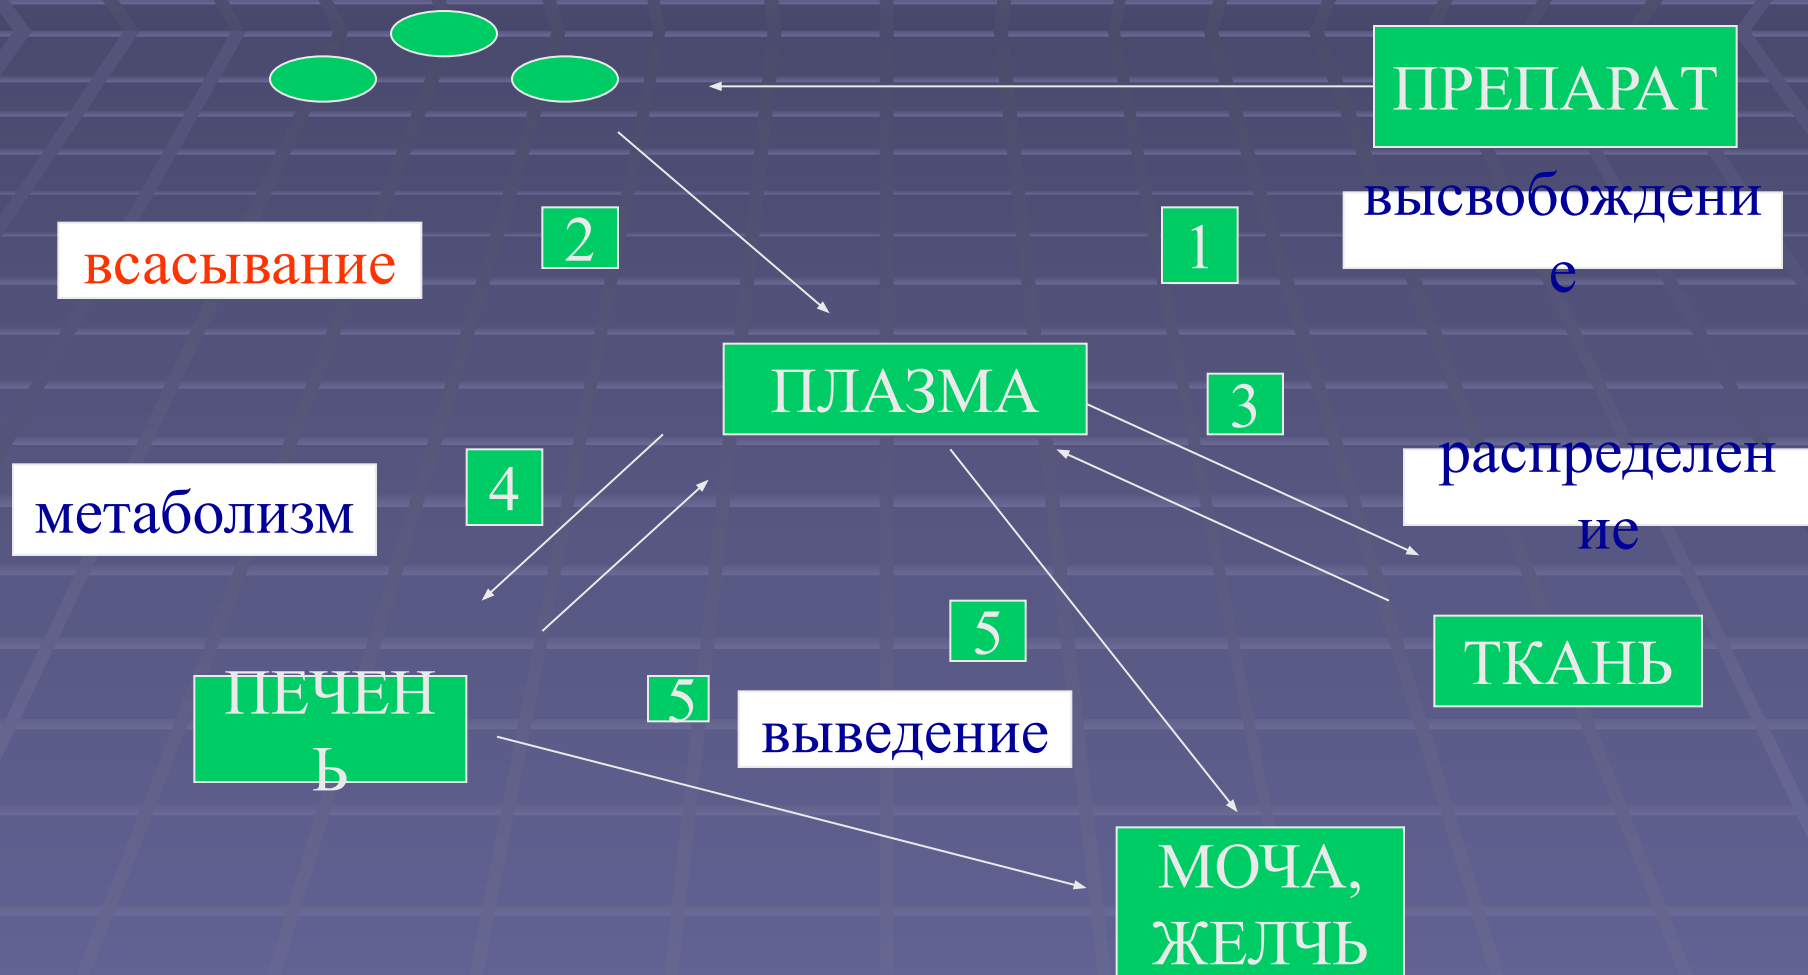 ПРЕПАРАТ
высвобождени
е
2
1
всасывание
ПЛАЗМА
3
распределен
ие
4
метаболизм
5
ТКАНЬ
ПЕЧЕН
Ь
5
выведение
МОЧА,
ЖЕЛЧЬ